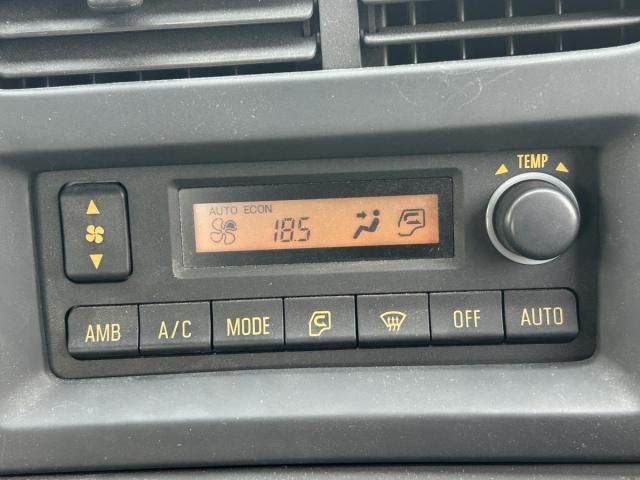 TEMP
AUTO ECON
18.5
AMB A/C MODE OFF AUTO